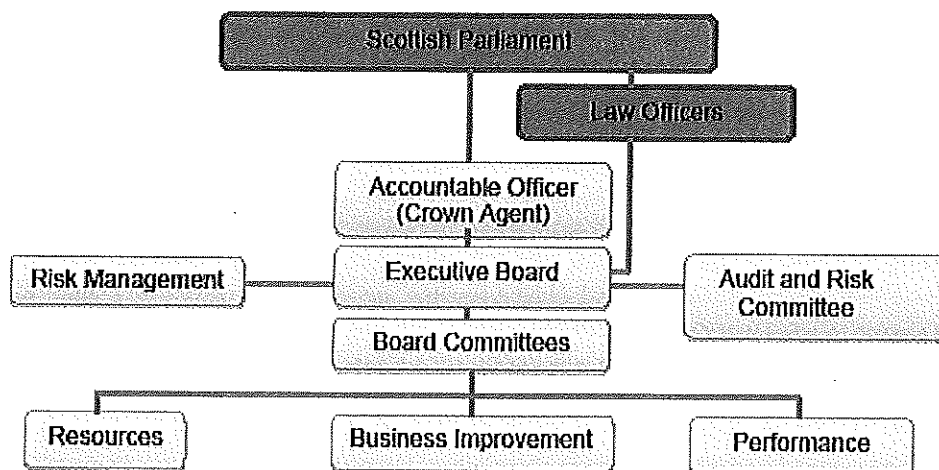 Scottish Parliament
Law Officers
Accountable Officer
(Crown Agent)
Risk Management
Executive Board
Audit and Risk
Committee
Board Committees
Resources
Business Improvement
Performance